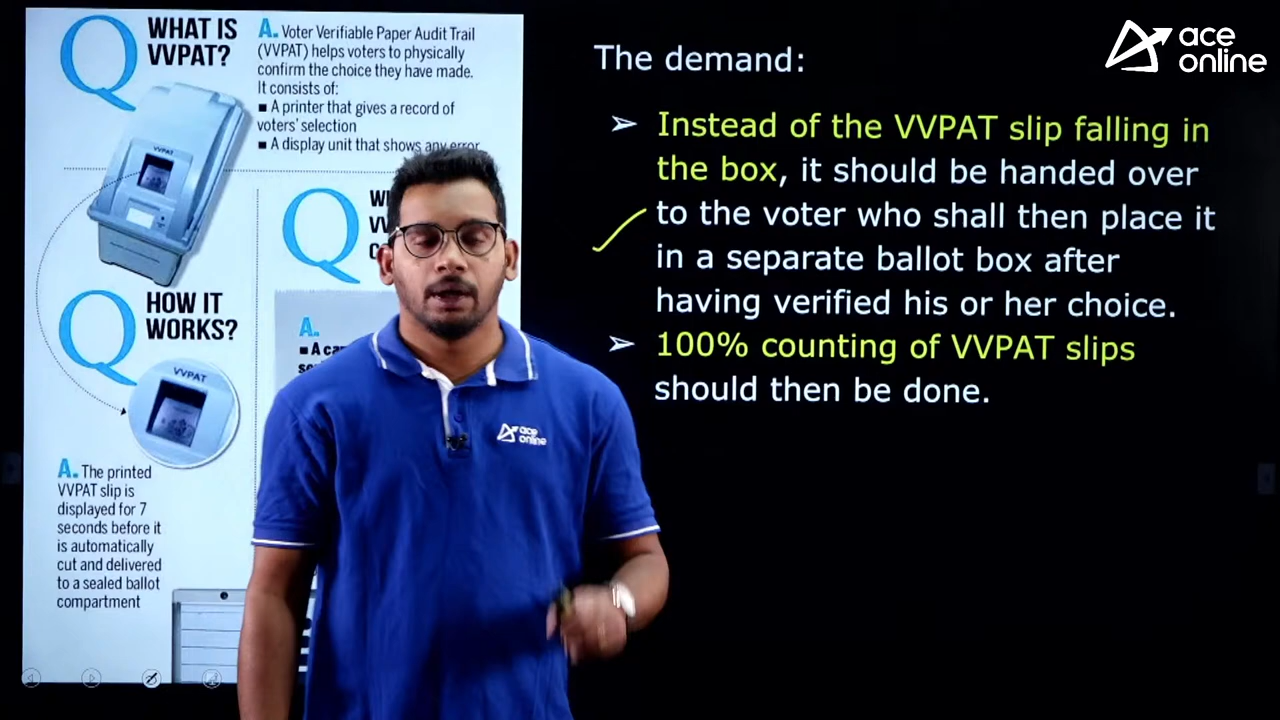 WHAT IS
VVPAT?
A. Voter Verifiable Paper Audit Trail
(VVPAT) helps voters to physically
confirm the choice they have made.
It consists of:
■ A printer that gives a record of
voters' selection
■ A display unit that shows any error
VVPAT
Q
Q
Q
HOW IT
WORKS?
VVPAT
A.
A. The printed
VVPAT slip is
displayed for 7
seconds before it
is automatically
cut and delivered
to a sealed ballot
compartment
The demand:
➢ Instead of the VVPAT slip falling in
the box, it should be handed over
to the voter who shall then place it
in a separate ballot box after
having verified his or her choice.
➢ 100% counting of VVPAT slips
should then be done.
ace
online
ace
online